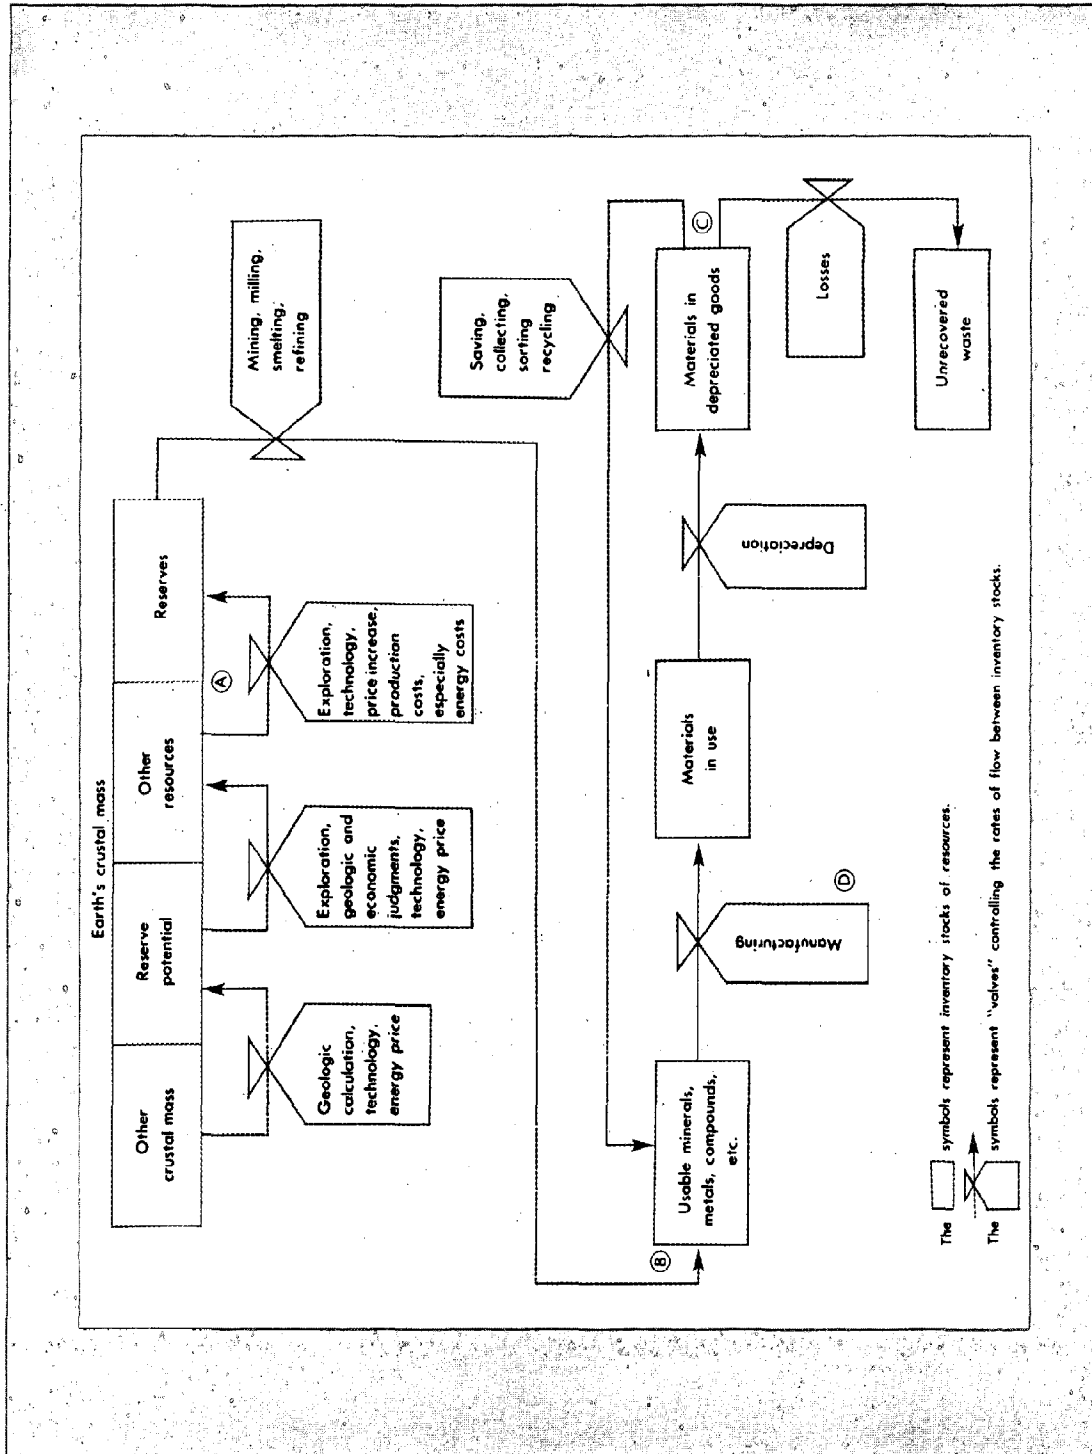 Earth's crustal mass
Other
crustal mass
Reserve
potential
Other
resources
Reserves
Geologic
calculation,
technology,
energy price
Exploration,
geologic and
economic
judgments,
technology,
energy price
A
Exploration,
technology,
price increase,
production
costs,
especially
energy costs
Mining, milling,
smelting,
refining
Saving,
collecting,
sorting
recycling
B
Usable minerals,
metals, compounds,
etc.
Manufacturing
D
Materials
in use
Depreciation
Materials in
depreciated goods
C
Losses
Unrecovered
waste
The symbols represent inventory stocks of resources.
The symbols represent "valves" controlling the rates of flow between inventory stocks.